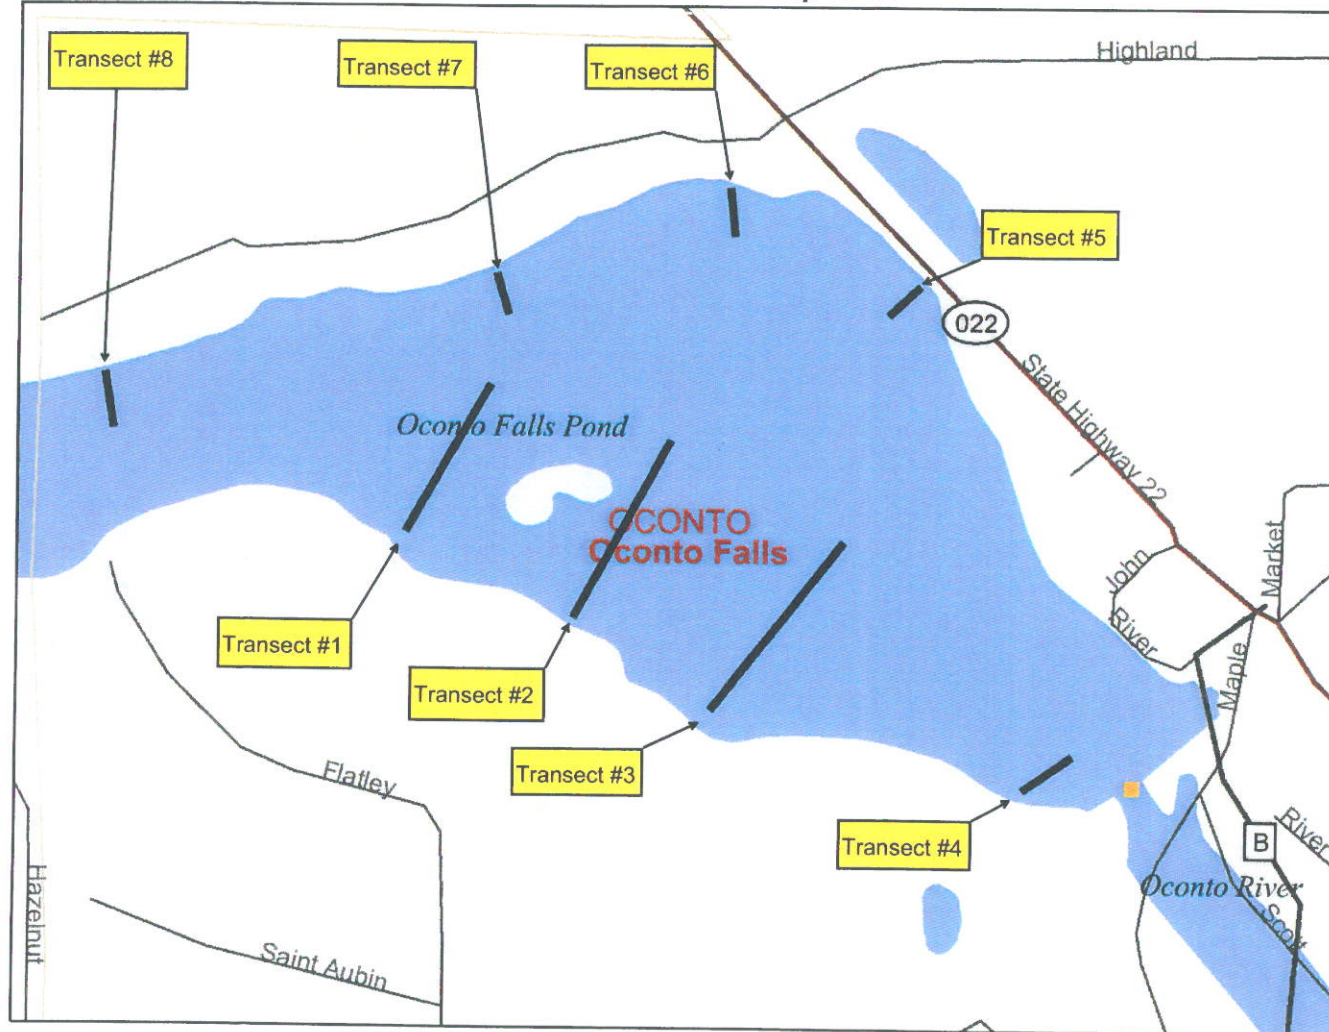 Highland
Transect #8
Transect #7
Transect #6
Transect #5
022
State Highway 22
Oconto Falls Pond
OCONTO
Oconto Falls
Market
John
River
Maple
Transect #1
Transect #2
Transect #3
Transect #4
Flatley
B
River
Oconto River
Scott
Hazelnut
Saint Aubin